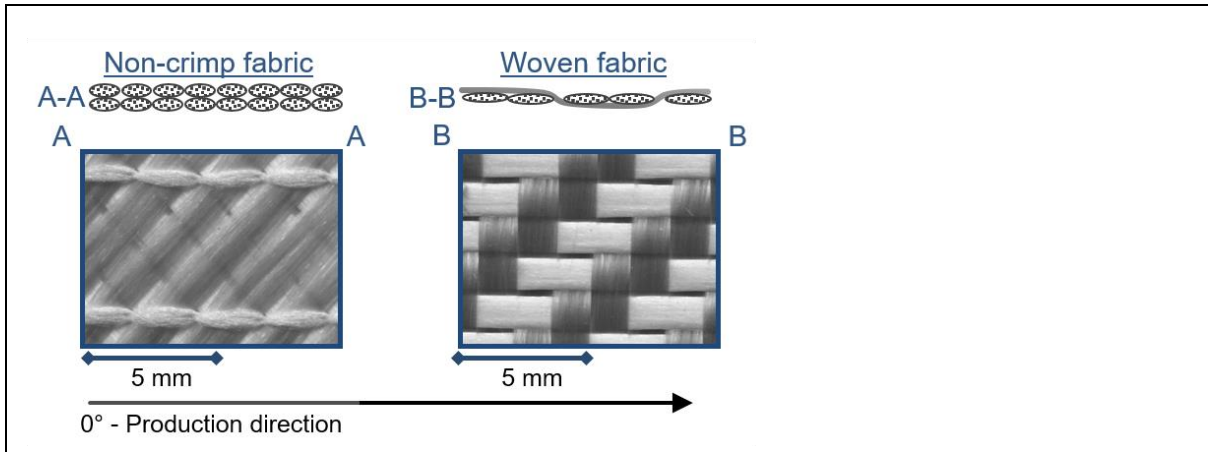 Non-crimp fabric
Woven fabric
A-A
B-B
A
A
B
B
5 mm
5 mm
0° - Production direction